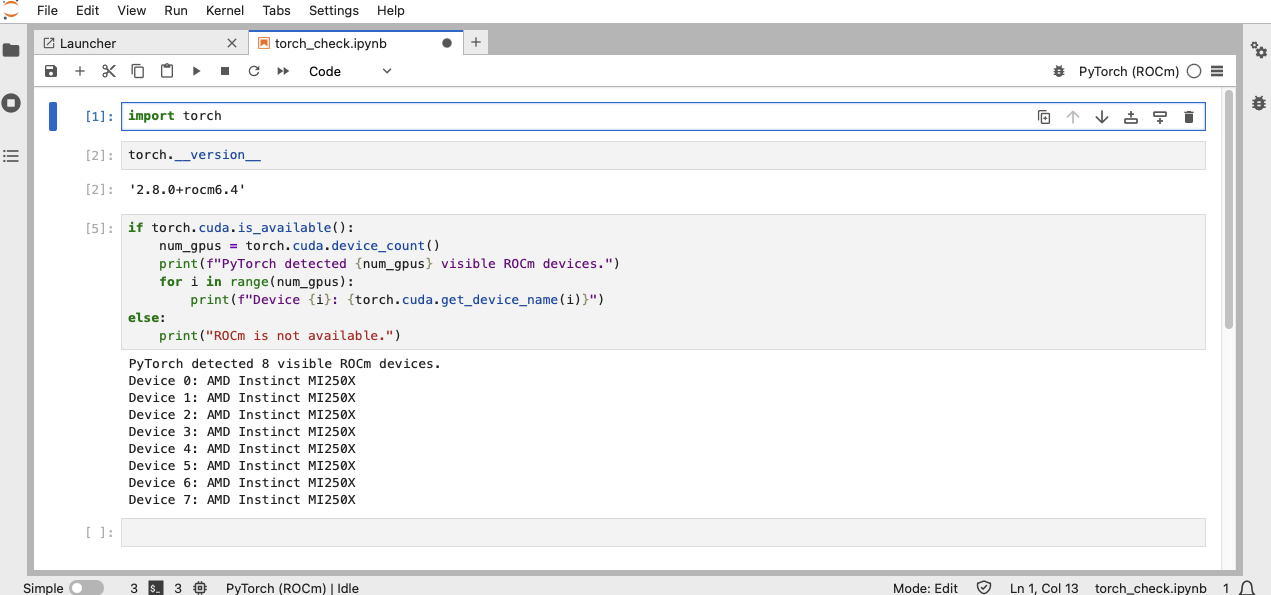 File Edit View Run Kernel Tabs Settings Help
Launcher
torch_check.ipynb
Code
PyTorch (ROCm)
[1]: import torch
[2]: torch.__version__
[2]: '2.8.0+rocm6.4'
[5]: if torch.cuda.is_available():
    num_gpus = torch.cuda.device_count()
    print(f"PyTorch detected {num_gpus} visible ROCm devices.")
    for i in range(num_gpus):
        print(f"Device {i}: {torch.cuda.get_device_name(i)}")
else:
    print("ROCm is not available.")
PyTorch detected 8 visible ROCm devices.
Device 0: AMD Instinct MI250X
Device 1: AMD Instinct MI250X
Device 2: AMD Instinct MI250X
Device 3: AMD Instinct MI250X
Device 4: AMD Instinct MI250X
Device 5: AMD Instinct MI250X
Device 6: AMD Instinct MI250X
Device 7: AMD Instinct MI250X
[ ]:
Simple 3 $_ 3 PyTorch (ROCm) | Idle Mode: Edit Ln 1, Col 13 torch_check.ipynb 1